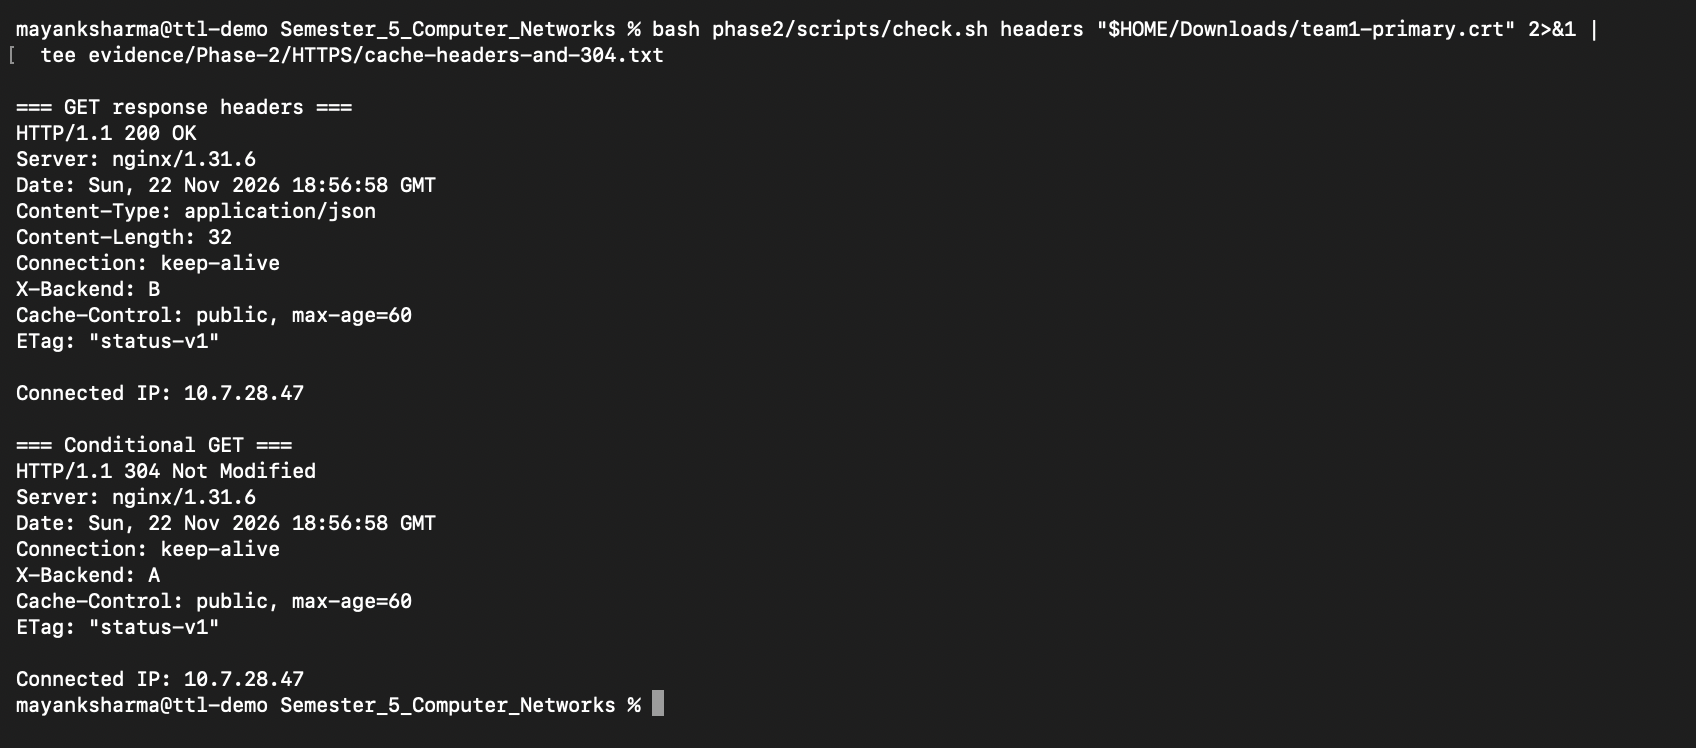 mayanksharma@ttl-demo Semester_5_Computer_Networks % bash phase2/scripts/check.sh headers "$HOME/Downloads/team1-primary.crt" 2>&1 |
[  tee evidence/Phase-2/HTTPS/cache-headers-and-304.txt
=== GET response headers ===
HTTP/1.1 200 OK
Server: nginx/1.31.6
Date: Sun, 22 Nov 2026 18:56:58 GMT
Content-Type: application/json
Content-Length: 32
Connection: keep-alive
X-Backend: B
Cache-Control: public, max-age=60
ETag: "status-v1"
Connected IP: 10.7.28.47
=== Conditional GET ===
HTTP/1.1 304 Not Modified
Server: nginx/1.31.6
Date: Sun, 22 Nov 2026 18:56:58 GMT
Connection: keep-alive
X-Backend: A
Cache-Control: public, max-age=60
ETag: "status-v1"
Connected IP: 10.7.28.47
mayanksharma@ttl-demo Semester_5_Computer_Networks %